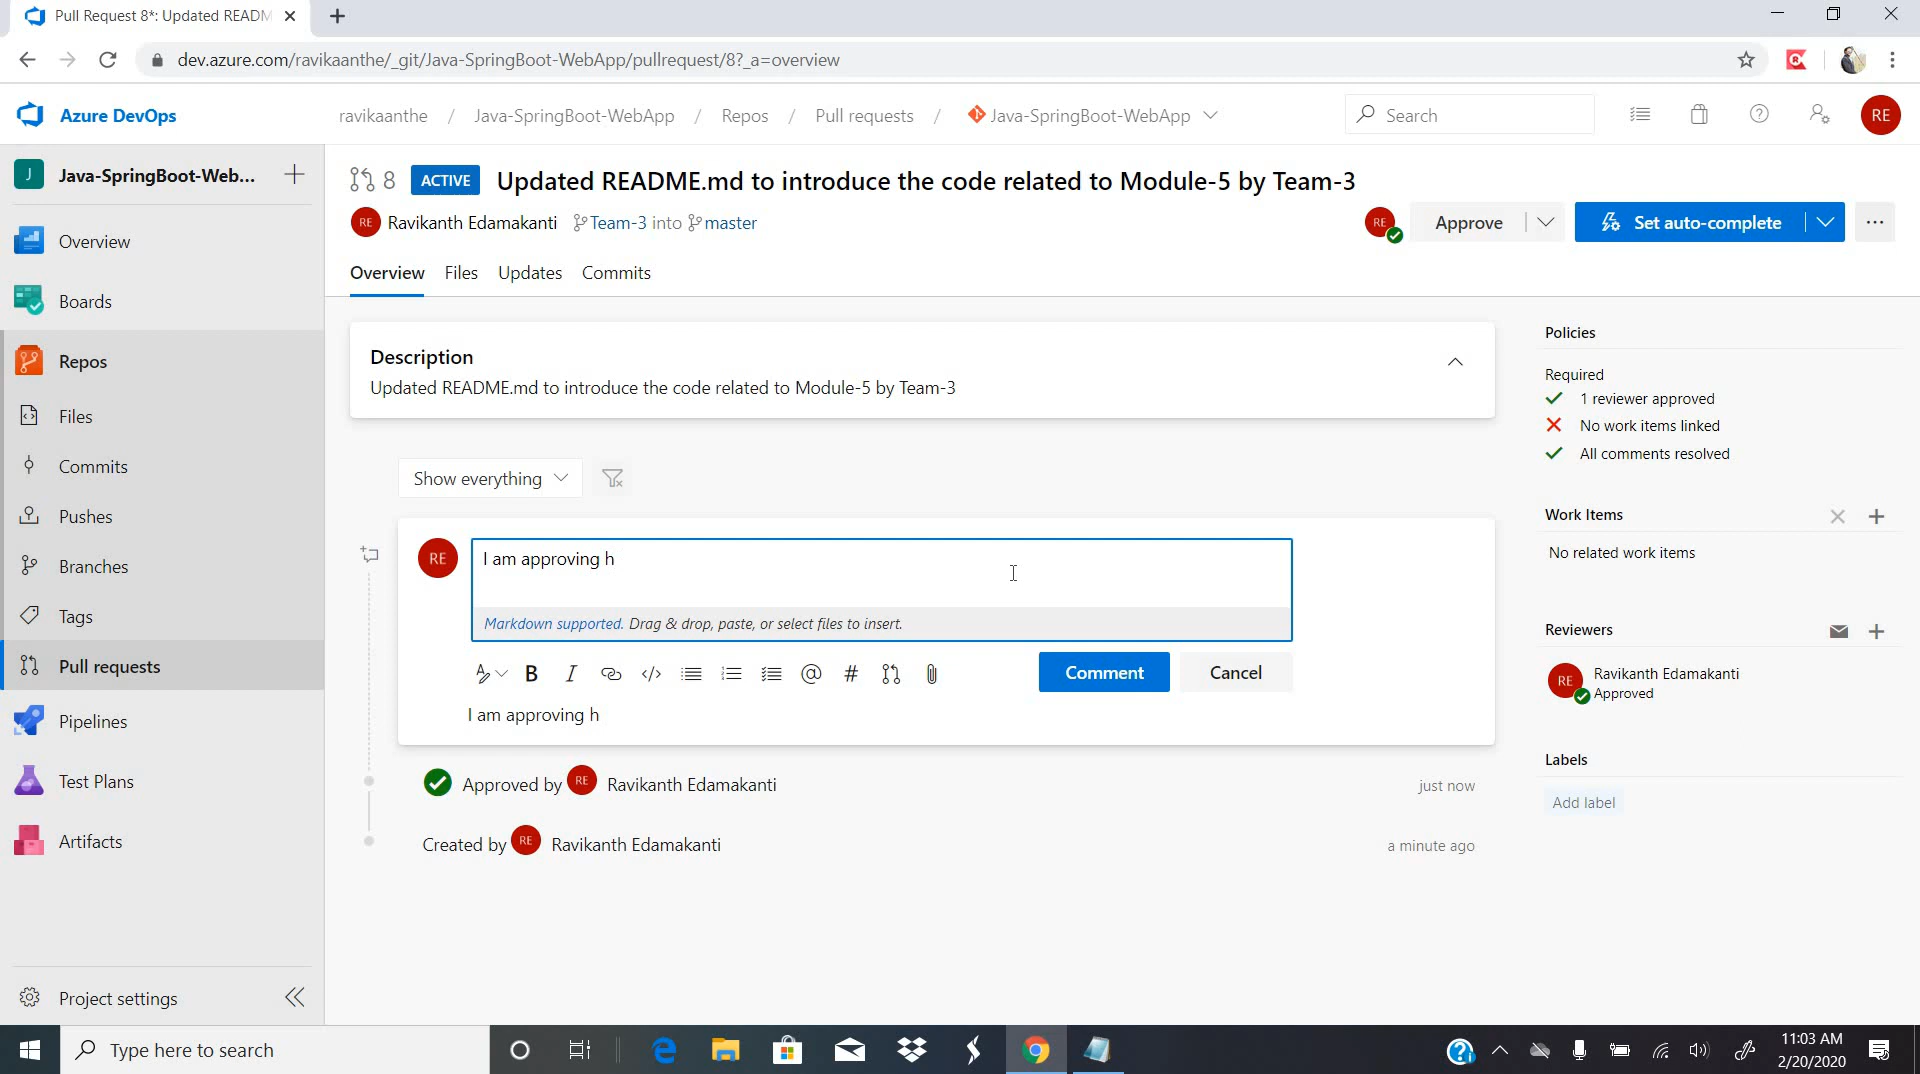 Pull Request 8*: Updated READM
dev.azure.com/ravikaanthe/_git/Java-SpringBoot-WebApp/pullrequest/8?_a=overview
Azure DevOps
ravikaanthe / Java-SpringBoot-WebApp / Repos / Pull requests / Java-SpringBoot-WebApp
Search
RE
J
Java-SpringBoot-Web...
8 ACTIVE Updated README.md to introduce the code related to Module-5 by Team-3
RE Ravikanth Edamakanti Team-3 into master
RE
Approve
Set auto-complete
Overview
Boards
Repos
Files
Commits
Pushes
Branches
Tags
Pull requests
Pipelines
Test Plans
Artifacts
Project settings
Overview Files Updates Commits
Description
Updated README.md to introduce the code related to Module-5 by Team-3
Show everything
RE
I am approving h
Markdown supported. Drag & drop, paste, or select files to insert.
B I </> @ #
Comment
Cancel
I am approving h
Approved by RE Ravikanth Edamakanti just now
Created by RE Ravikanth Edamakanti a minute ago
Policies
Required
1 reviewer approved
No work items linked
All comments resolved
Work Items
No related work items
Reviewers
RE Ravikanth Edamakanti
Approved
Labels
Add label
Type here to search
11:03 AM
2/20/2020